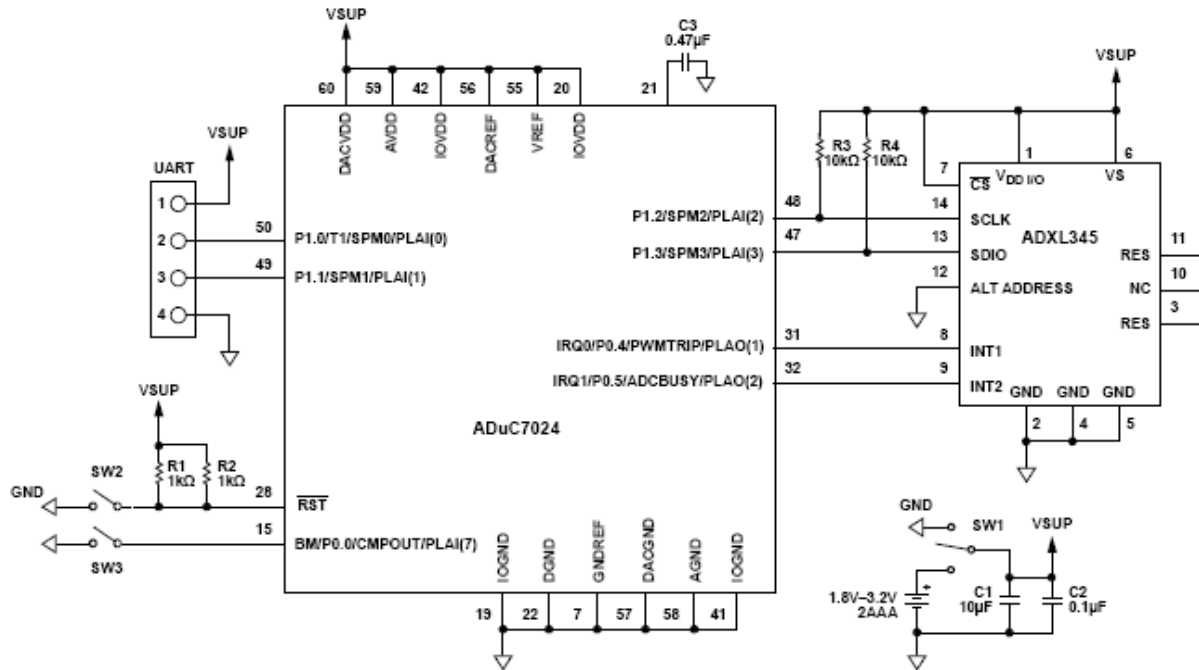 VSUP
C3
0.47µF
VSUP
60 59 42 56 55 20 21
DACVDD
AVDD
IOVDD
DACREF
VREF
IOVDD
VSUP
UART
1
2
3
4
50
P1.0/T1/SPM0/PLAI(0)
49
P1.1/SPM1/PLAI(1)
R3
10kΩ
R4
10kΩ
7
1
6
CS
VDD I/O
VS
P1.2/SPM2/PLAI(2)
48
14
SCLK
P1.3/SPM3/PLAI(3)
47
13
SDIO
ADXL345
12
ALT ADDRESS
RES
11
NC
10
RES
3
IRQ0/P0.4/PWMTRIP/PLAO(1)
31
8
INT1
IRQ1/P0.5/ADCBUSY/PLAO(2)
32
9
INT2
GND GND GND
2 4 5
ADuC7024
VSUP
R1
1kΩ
R2
1kΩ
GND
SW2
28
RST
15
BM/P0.0/CMPOUT/PLAI(7)
SW3
IOGND
DGND
GNDREF
DACGND
AGND
IOGND
19 22 7 57 58 41
GND
SW1
VSUP
+
1.8V–3.2V
2AAA
C1
10µF
C2
0.1µF